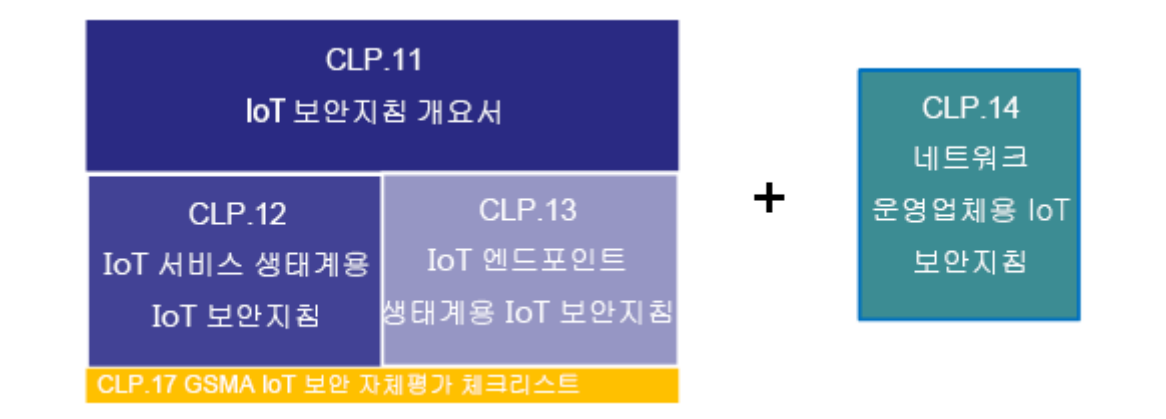 CLP.11
IoT 보안지침 개요서
CLP.12
IoT 서비스 생태계용
IoT 보안지침
CLP.13
IoT 엔드포인트
생태계용 IoT 보안지침
CLP.17 GSMA IoT 보안 자체평가 체크리스트
+
CLP.14
네트워크
운영업체용 IoT
보안지침